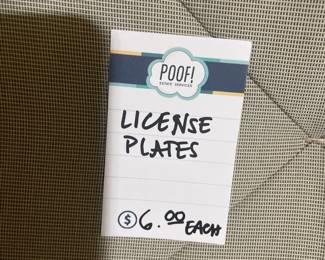 POOF!
ESTATE SERVICES
LICENSE
PLATES
$6.00 EACH